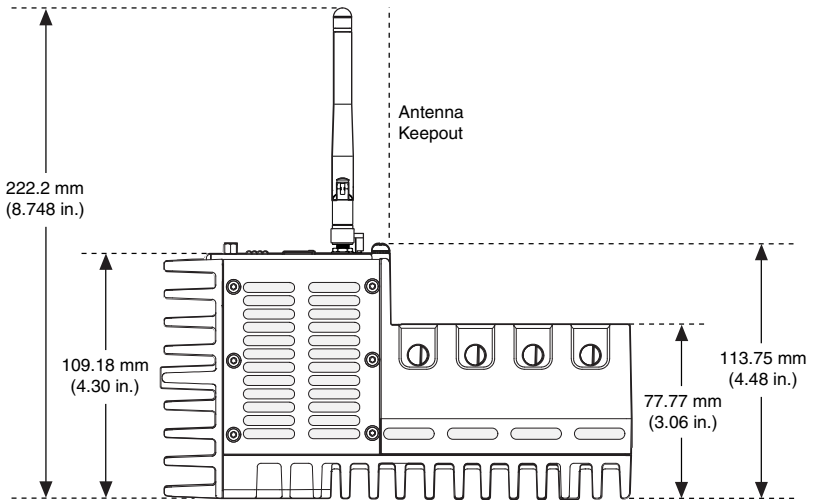 Antenna
Keepout
222.2 mm
(8.748 in.)
109.18 mm
(4.30 in.)
113.75 mm
(4.48 in.)
77.77 mm
(3.06 in.)